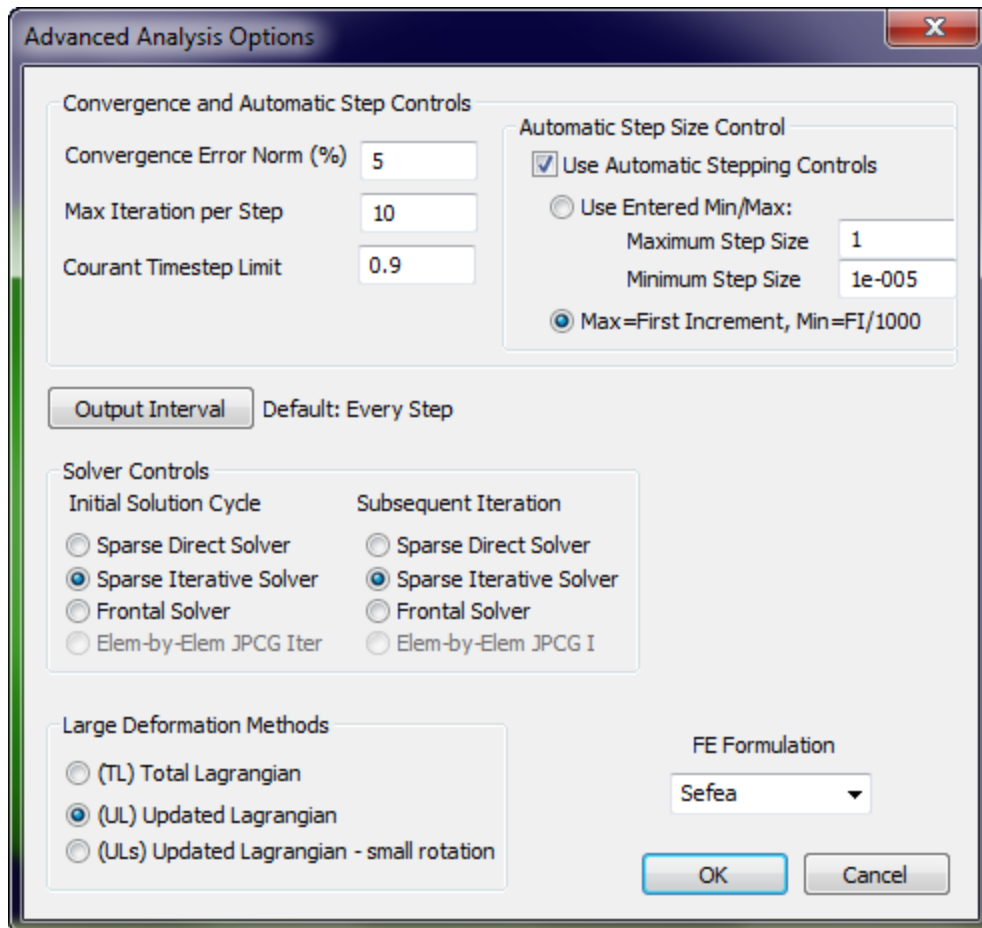 Advanced Analysis Options
Convergence and Automatic Step Controls
Convergence Error Norm (%) 5
Max Iteration per Step 10
Courant Timestep Limit 0.9
Automatic Step Size Control
Use Automatic Stepping Controls
Use Entered Min/Max:
Maximum Step Size 1
Minimum Step Size 1e-005
Max=First Increment, Min=FI/1000
Output Interval Default: Every Step
Solver Controls
Initial Solution Cycle
Sparse Direct Solver
Sparse Iterative Solver
Frontal Solver
Elem-by-Elem JPCG Iter
Subsequent Iteration
Sparse Direct Solver
Sparse Iterative Solver
Frontal Solver
Elem-by-Elem JPCG I
Large Deformation Methods
(TL) Total Lagrangian
(UL) Updated Lagrangian
(ULs) Updated Lagrangian - small rotation
FE Formulation
Sefea
OK Cancel